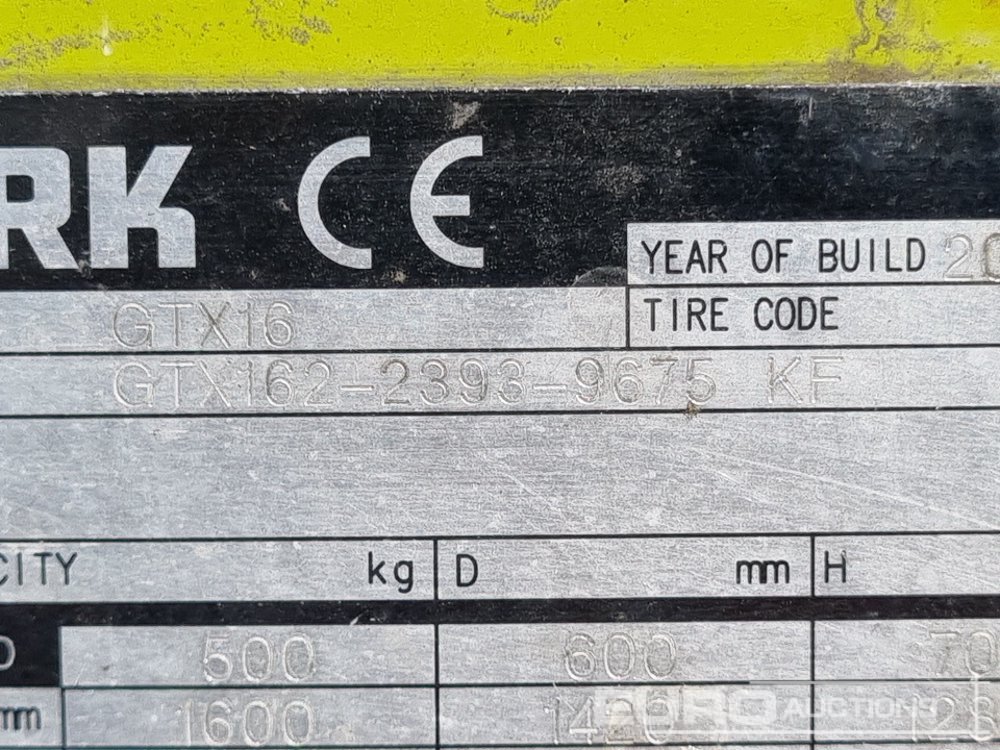 RK CE
YEAR OF BUILD 20
GTX16
TIRE CODE
GTX162-2393-9675 KF
CITY kg D mm H
500 600 70
mm 1600
EURO AUCTIONS